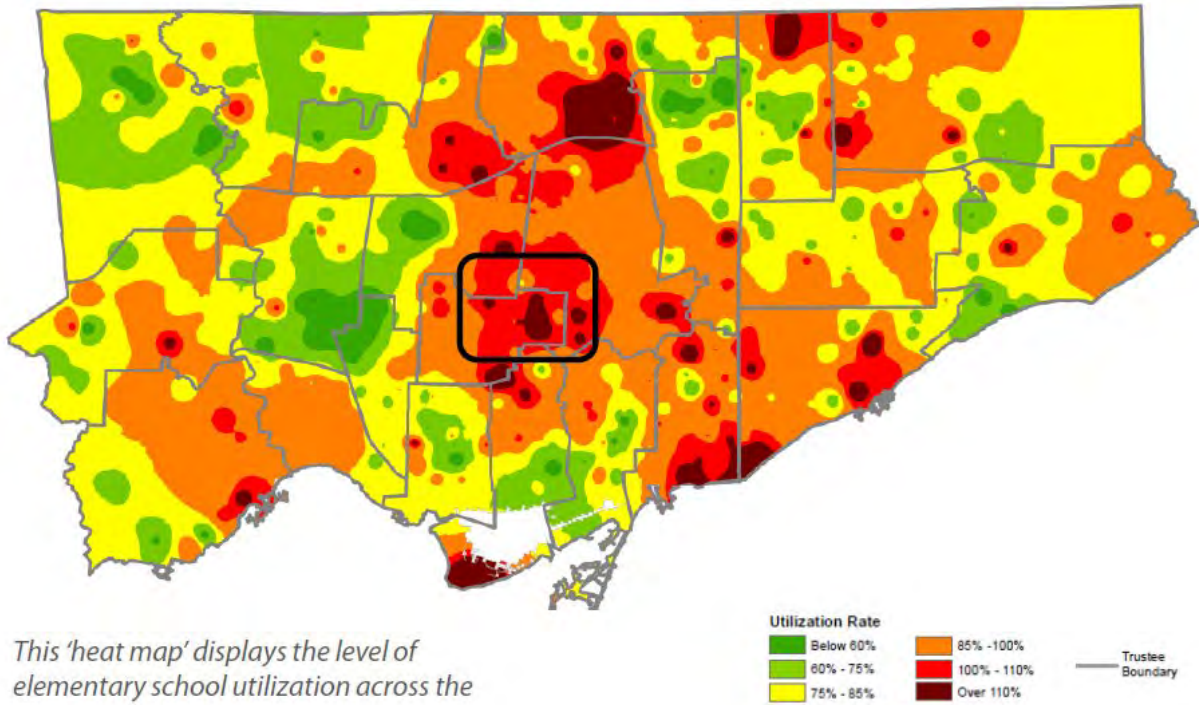 This ‘heat map’ displays the level of
elementary school utilization across the
Utilization Rate
Below 60%
60% - 75%
75% - 85%
85% -100%
100% - 110%
Over 110%
Trustee
Boundary